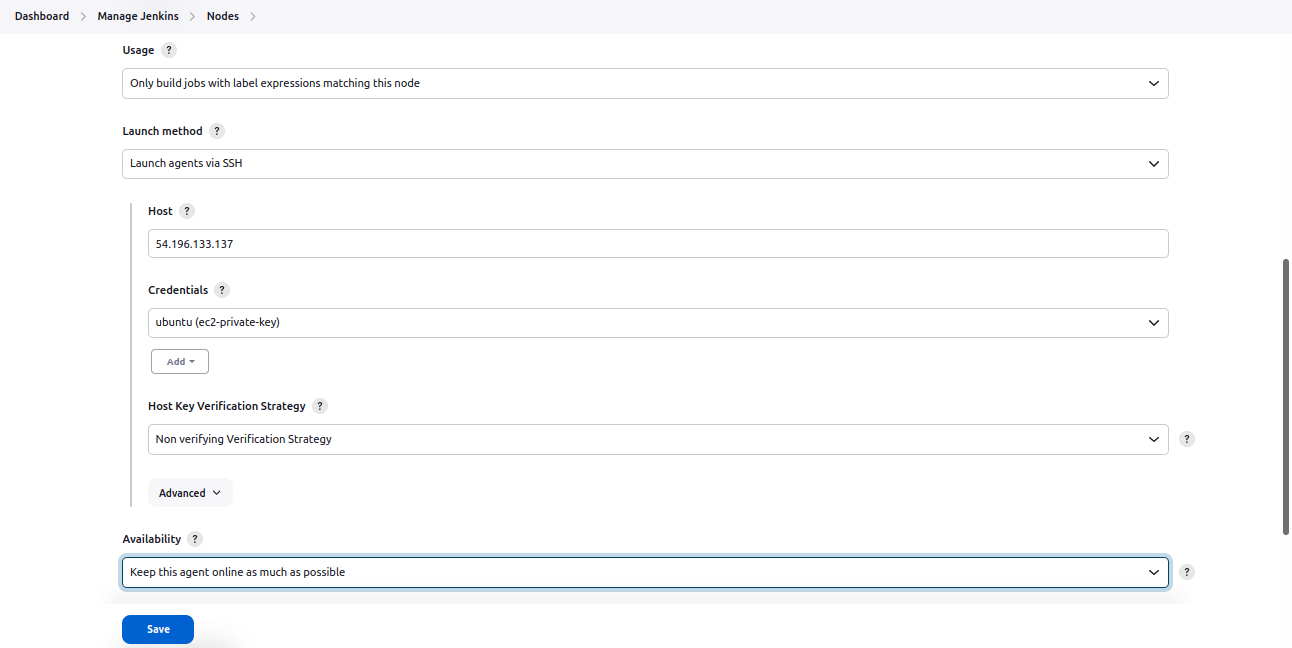 Dashboard > Manage Jenkins > Nodes >
Usage ?
Only build jobs with label expressions matching this node
Launch method ?
Launch agents via SSH
Host ?
54.196.133.137
Credentials ?
ubuntu (ec2-private-key)
Add
Host Key Verification Strategy ?
Non verifying Verification Strategy ?
Advanced
Availability ?
Keep this agent online as much as possible ?
Save